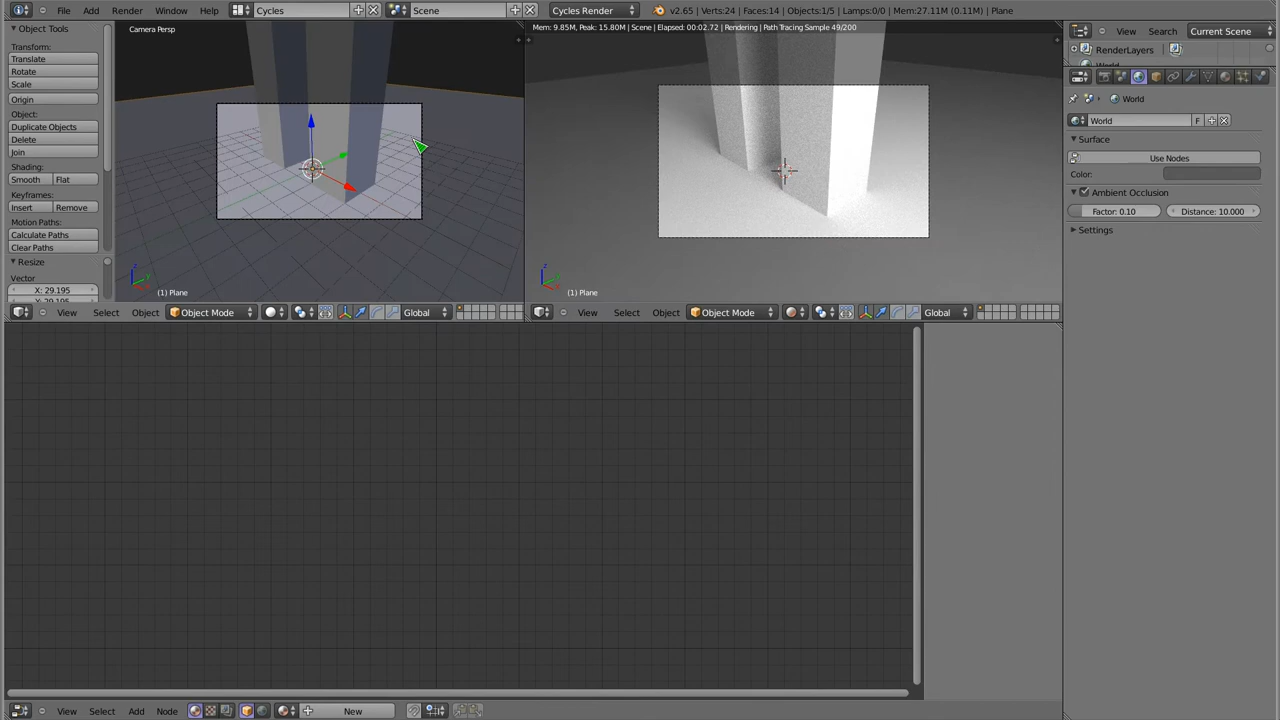 File Add Render Window Help Cycles Scene Cycles Render v2.65 | Verts:24 | Faces:14 | Objects:1/5 | Lamps:0/0 | Mem:27.11M (0.11M) | Plane
Object Tools
Transform:
Translate
Rotate
Scale
Origin
Object:
Duplicate Objects
Delete
Join
Shading:
Smooth Flat
Keyframes:
Insert Remove
Motion Paths:
Calculate Paths
Clear Paths
Resize
Vector
X: 29.195
Camera Persp
(1) Plane
View Select Object Object Mode Global
Mem: 9.85M, Peak: 15.80M | Scene | Elapsed: 00:02.72 | Rendering | Path Tracing Sample 49/200
(1) Plane
View Select Object Object Mode Global
View Search Current Scene
RenderLayers
World
World F
Surface
Use Nodes
Color:
Ambient Occlusion
Factor: 0.10 Distance: 10.000
Settings
View Select Add Node New